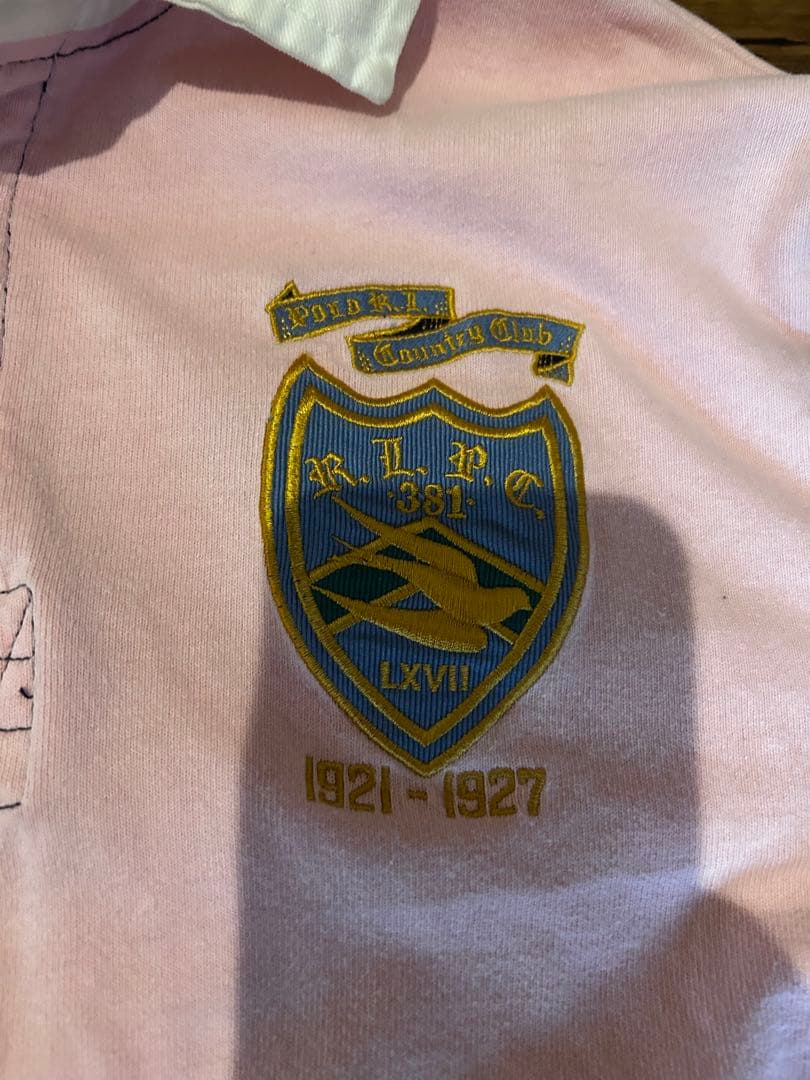 Polo R.L.
Country Club
R. L. P. C.
·381·
LXVII
1921 - 1927